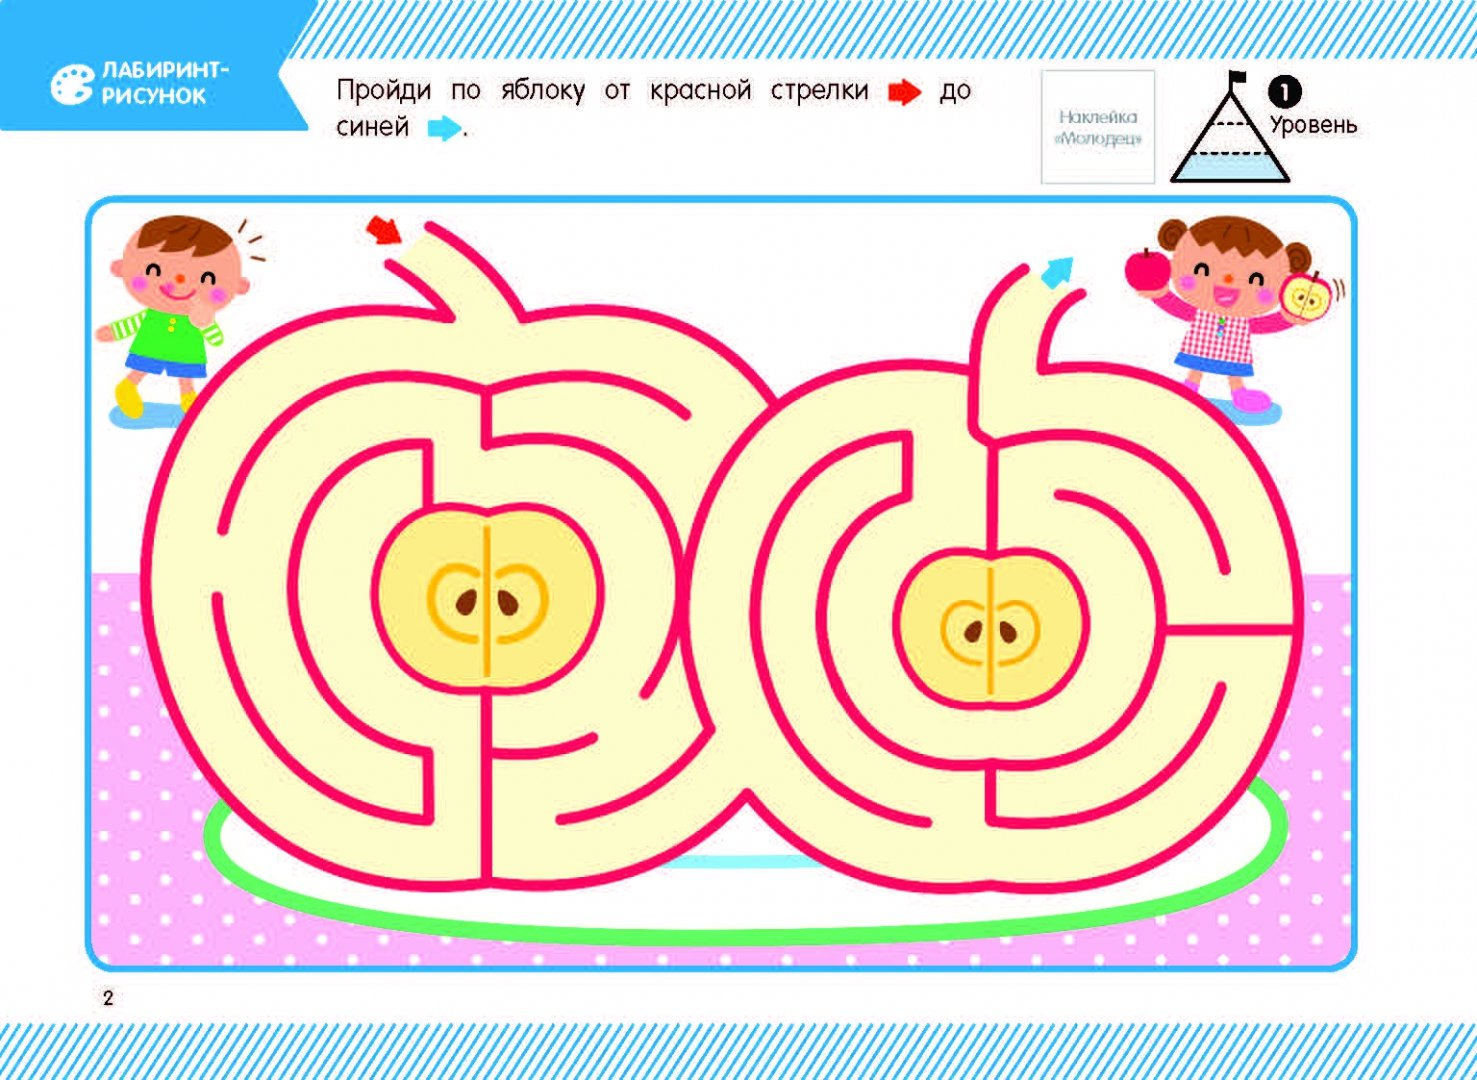 ЛАБИРИНТ-
РИСУНОК
Пройди по яблоку от красной стрелки до
синей .
Наклейка
«Молодец»
1
Уровень
2